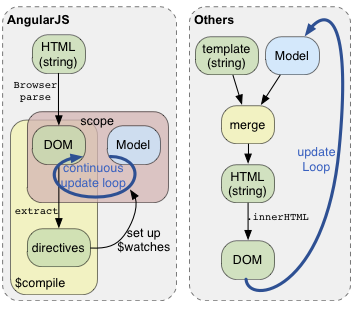 AngularJS
HTML
(string)
Browser
parse
scope
DOM
Model
continuous
update loop
extract
directives
set up
$watches
$compile
Others
template
(string)
Model
merge
update
Loop
HTML
(string)
.innerHTML
DOM